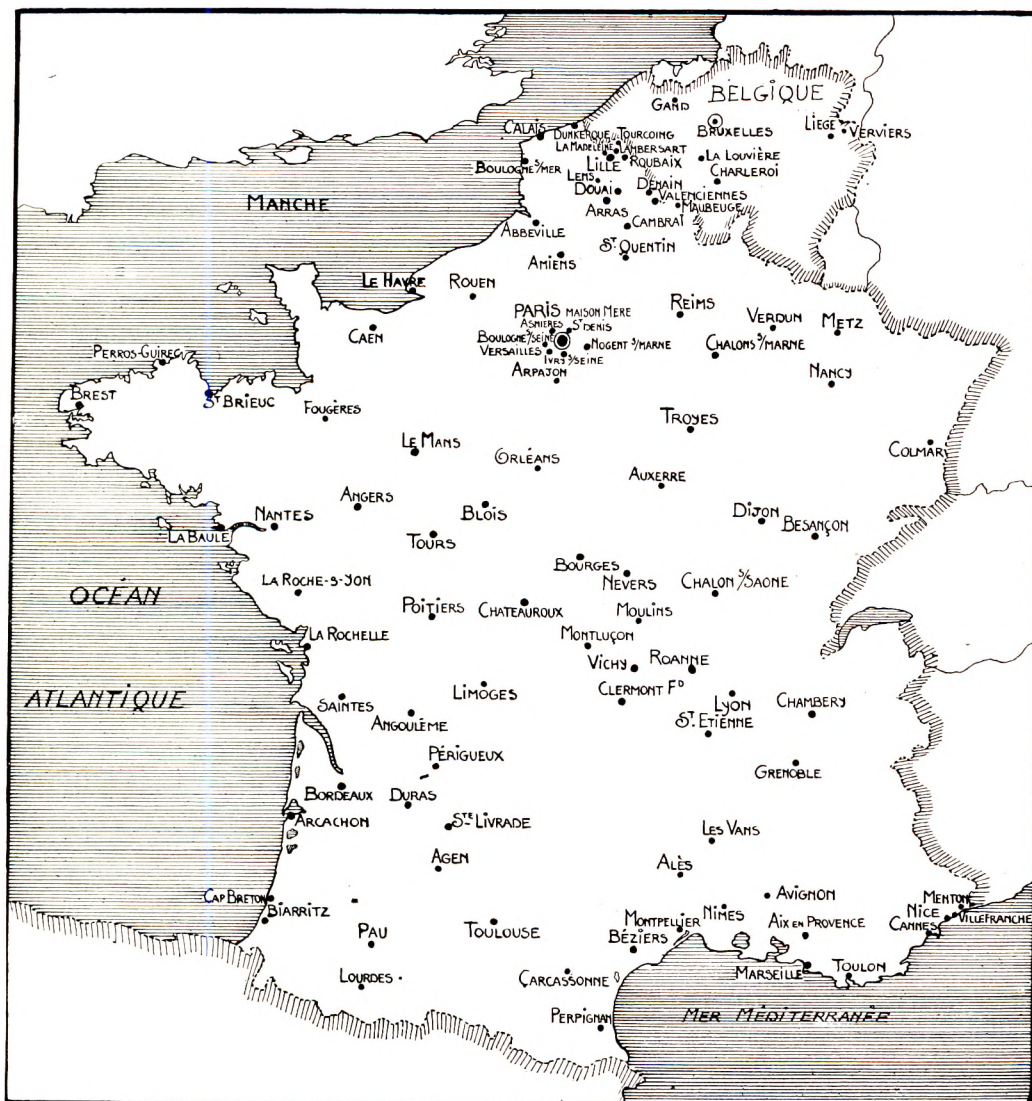 BELGIQUE
GAND
BRUXELLES
LIEGE
VERVIERS
CALAIS
DUNKERQUE
TOURCOING
LA MADELEINE
LAMBERSART
BOULOGNE S/MER
LILLE
ROUBAIX
LA LOUVIÈRE
CHARLEROI
LENS
DOUAI
DENAIN
VALENCIENNES
MAUBEUGE
ARRAS
CAMBRAÏ
MANCHE
ABBEVILLE
AMIENS
ST QUENTIN
LE HAVRE
ROUEN
CAEN
PARIS MAISON MÈRE
ASNIERES
ST DENIS
BOULOGNE S/SEINE
NOGENT S/MARNE
VERSAILLES
IVRY S/SEINE
ARPAJON
REIMS
VERDUN
METZ
CHALONS S/MARNE
NANCY
PERROS-GUIREC
BREST
ST BRIEUC
FOUGÈRES
TROYES
LE MANS
ORLÉANS
COLMAR
AUXERRE
ANGERS
BLOIS
NANTES
LA BAULE
TOURS
DIJON
BESANÇON
BOURGES
NEVERS
CHALON S/SAONE
LA ROCHE-S-YON
OCÉAN
POITIERS
CHATEAUROUX
MOULINS
LA ROCHELLE
MONTLUÇON
VICHY
ROANNE
ATLANTIQUE
LIMOGES
CLERMONT FD
LYON
CHAMBERY
SAINTES
ANGOULÈME
ST. ETIENNE
PÉRIGUEUX
GRENOBLE
BORDEAUX
DURAS
ARCACHON
STE LIVRADE
LES VANS
AGEN
ALÈS
CAP BRETON
BIARRITZ
AVIGNON
MENTON
NICE
VILLEFRANCHE
CANNES
NIMES
MONTPELLIER
AIX EN PROVENCE
PAU
TOULOUSE
BÉZIERS
LOURDES
CARCASSONNE
MARSEILLE
TOULON
PERPIGNAN
MER MÉDITERRANÉE